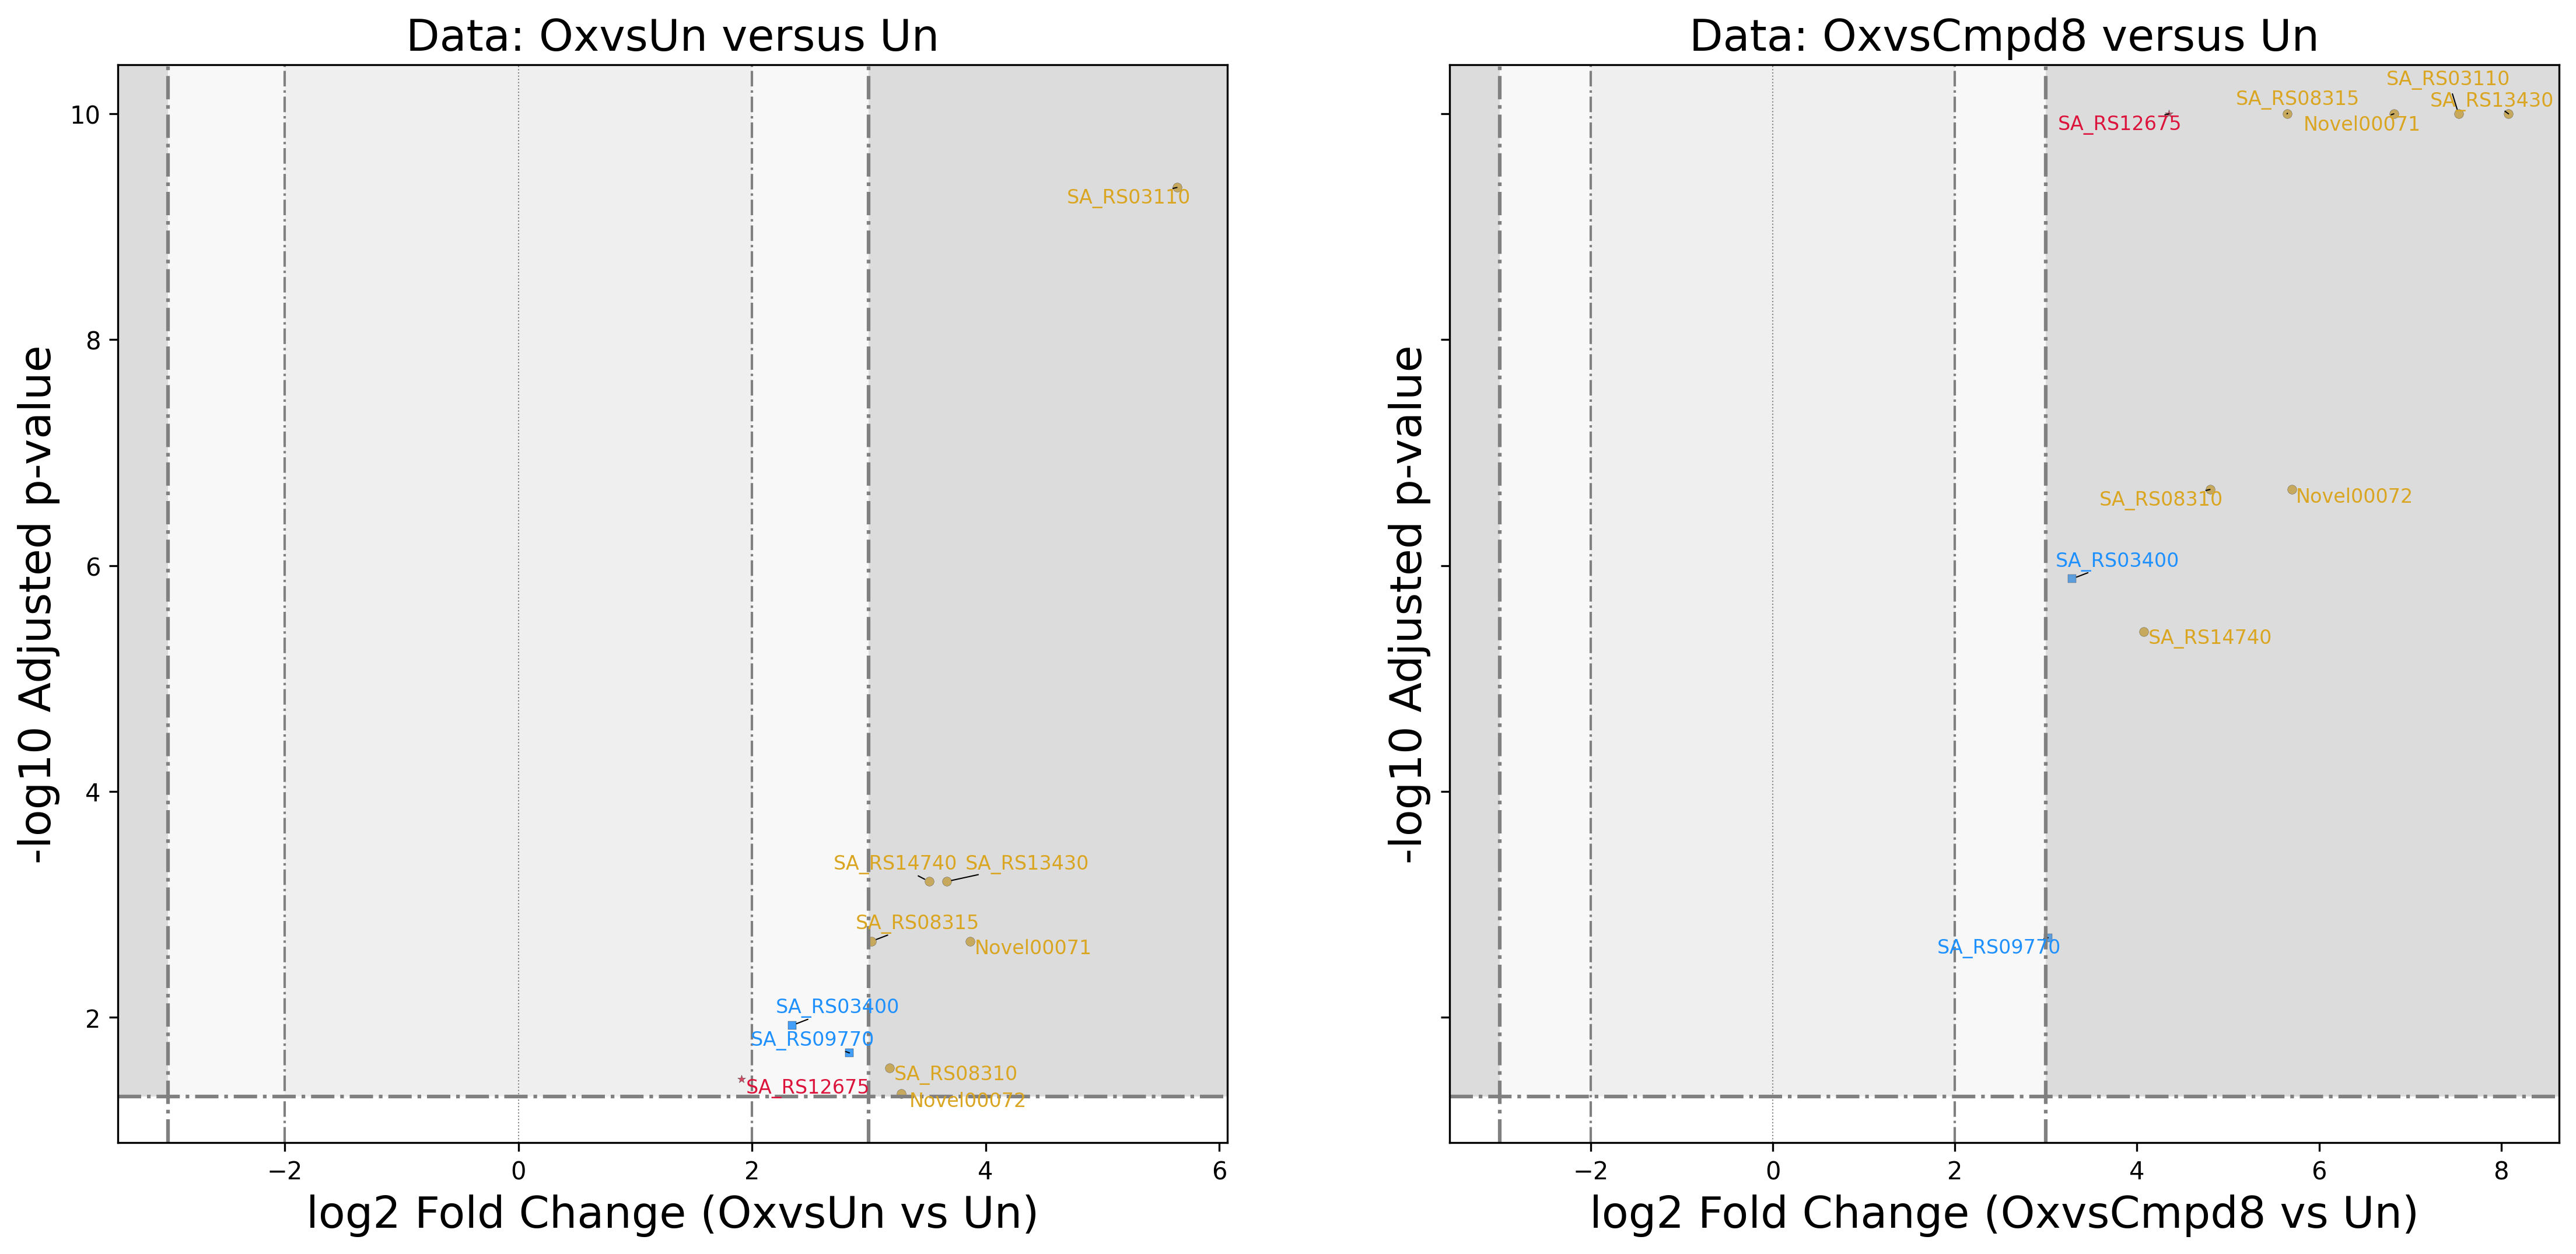 Data: OxvsUn versus Un
10
8
6
4
2
-log10 Adjusted p-value
SA_RS03110
SA_RS14740
SA_RS13430
SA_RS08315
Novel00071
SA_RS03400
SA_RS09770
SA_RS08310
SA_RS12675
Novel00072
−2
0
2
4
6
log2 Fold Change (OxvsUn vs Un)
Data: OxvsCmpd8 versus Un
-log10 Adjusted p-value
SA_RS03110
SA_RS08315
SA_RS13430
SA_RS12675
Novel00071
SA_RS08310
Novel00072
SA_RS03400
SA_RS14740
SA_RS09770
−2
0
2
4
6
8
log2 Fold Change (OxvsCmpd8 vs Un)